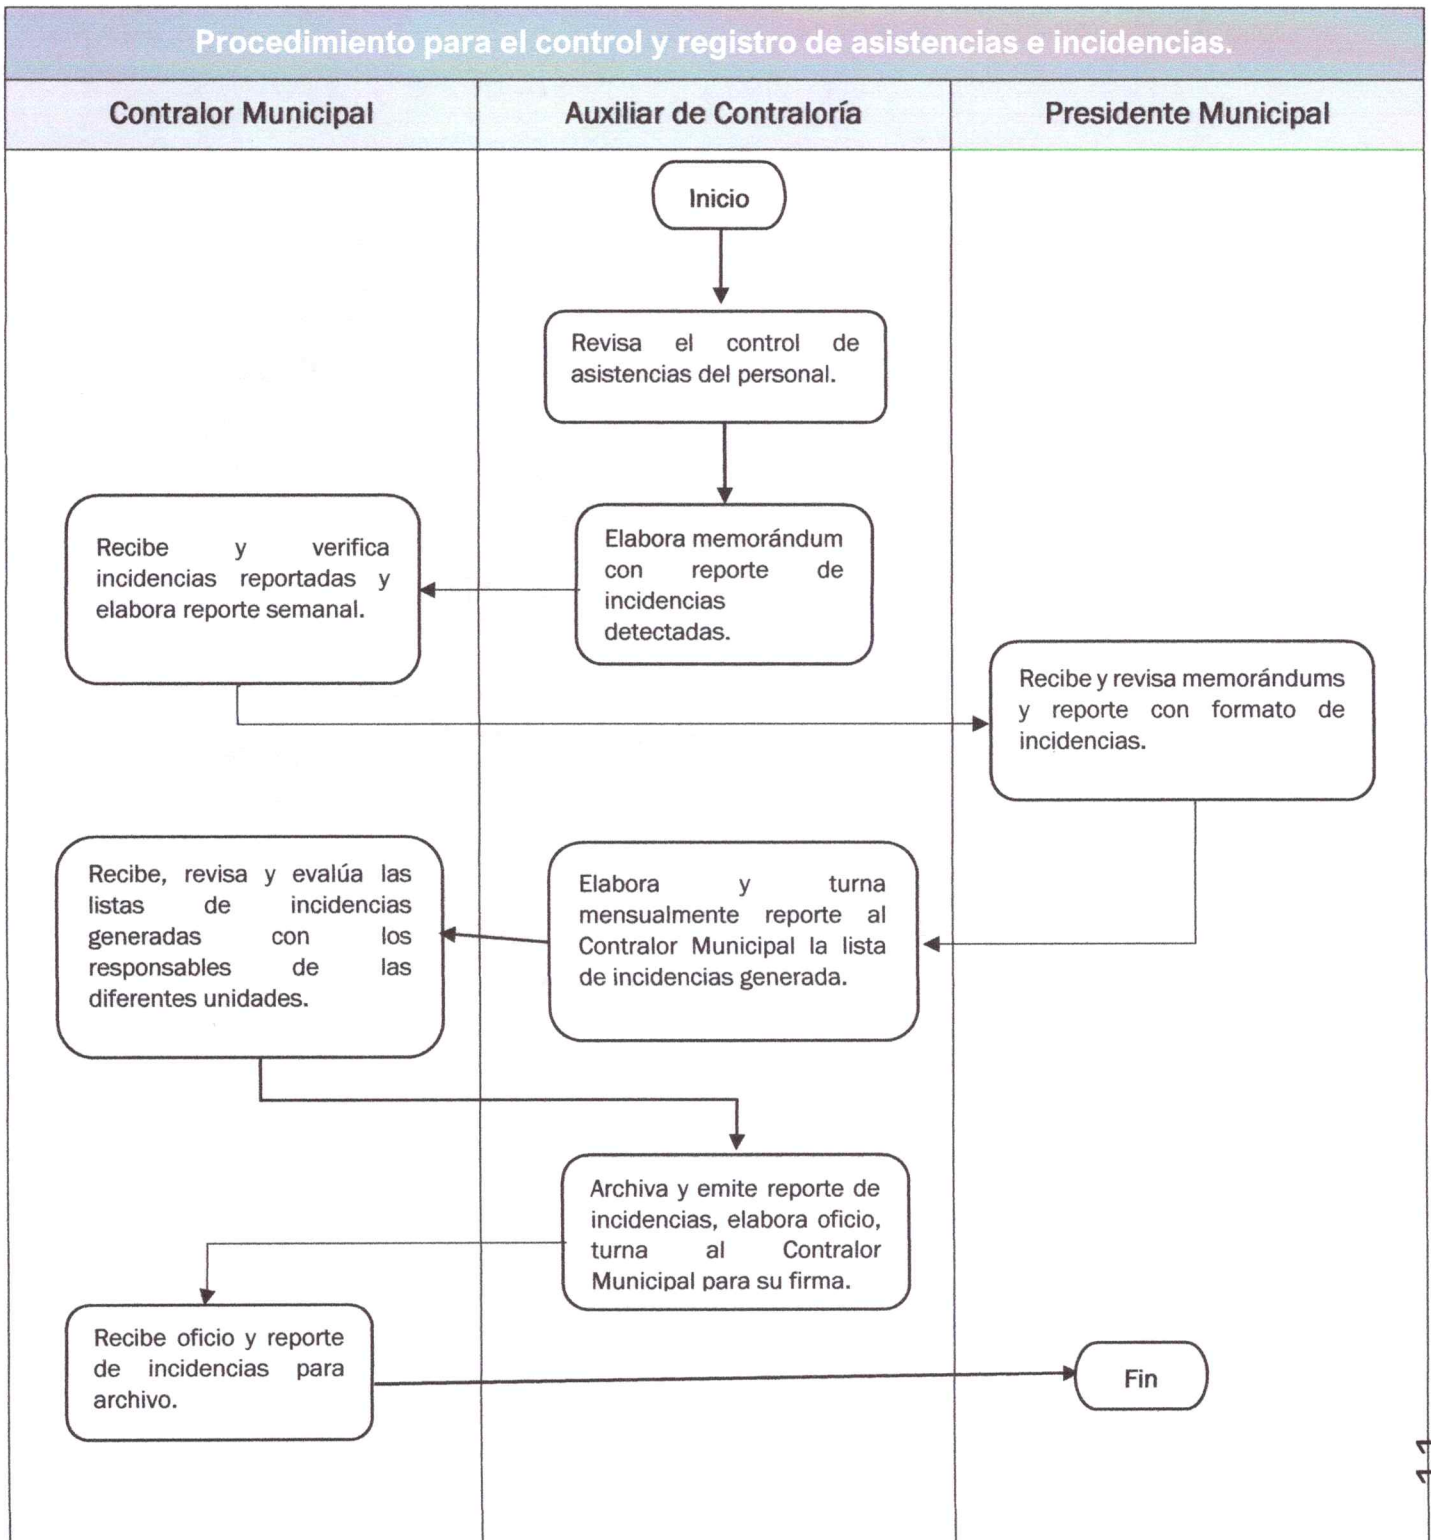 Procedimiento para el control y registro de asistencias e incidencias.
Contralor Municipal
Auxiliar de Contraloría
Presidente Municipal
Inicio
Revisa el control de
asistencias del personal.
Elabora memorándum
con reporte de
incidencias
detectadas.
Recibe y verifica
incidencias reportadas y
elabora reporte semanal.
Recibe y revisa memorándums
y reporte con formato de
incidencias.
Elabora y turna
mensualmente reporte al
Contralor Municipal la lista
de incidencias generada.
Recibe, revisa y evalúa las
listas de incidencias
generadas con los
responsables de las
diferentes unidades.
Archiva y emite reporte de
incidencias, elabora oficio,
turna al Contralor
Municipal para su firma.
Recibe oficio y reporte
de incidencias para
archivo.
Fin